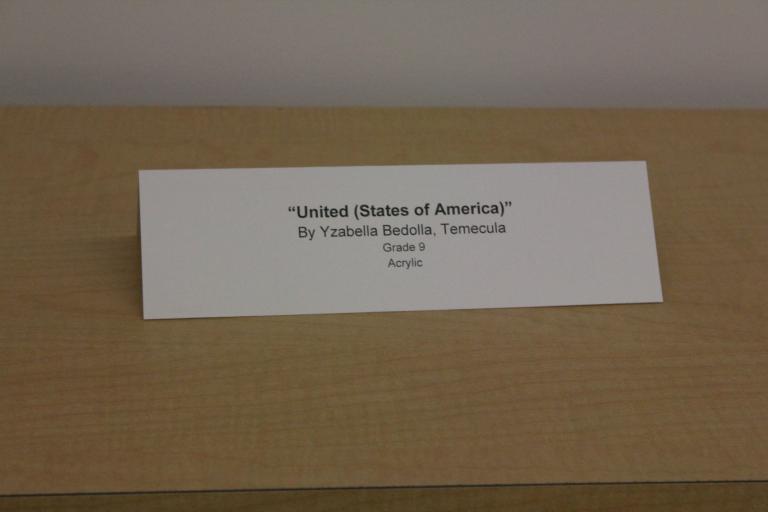 “United (States of America)”
By Yzabella Bedolla, Temecula
Grade 9
Acrylic